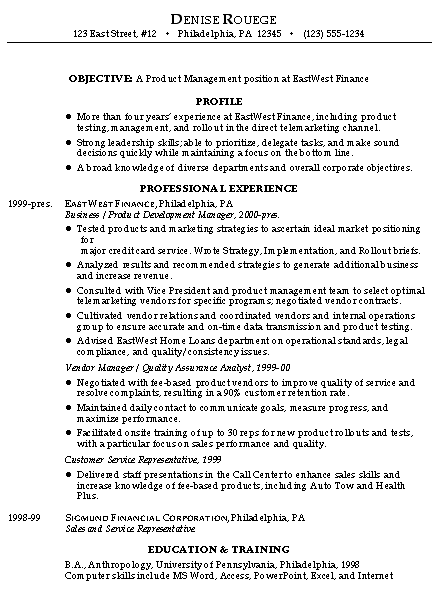 DENISE ROUEGE
123 East Street, #12 • Philadelphia, PA 12345 • (123) 555-1234
OBJECTIVE: A Product Management position at EastWest Finance
PROFILE
● More than four years' experience at EastWest Finance, including product
testing, management, and rollout in the direct telemarketing channel.
● Strong leadership skills; able to prioritize, delegate tasks, and make sound
decisions quickly while maintaining a focus on the bottom line.
● A broad knowledge of diverse departments and overall corporate objectives.
PROFESSIONAL EXPERIENCE
1999-pres. EASTWEST FINANCE, Philadelphia, PA
Business / Product Development Manager, 2000-pres.
● Tested products and marketing strategies to ascertain ideal market positioning
for
major credit card service. Wrote Strategy, Implementation, and Rollout briefs.
● Analyzed results and recommended strategies to generate additional business
and increase revenue.
● Consulted with Vice President and product management team to select optimal
telemarketing vendors for specific programs; negotiated vendor contracts.
● Cultivated vendor relations and coordinated vendors and internal operations
group to ensure accurate and on-time data transmission and product testing.
● Advised EastWest Home Loans department on operational standards, legal
compliance, and quality/consistency issues.
Vendor Manager / Quality Assurance Analyst, 1999-00
● Negotiated with fee-based product vendors to improve quality of service and
resolve complaints, resulting in a 90% customer retention rate.
● Maintained daily contact to communicate goals, measure progress, and
maximize performance.
● Facilitated onsite training of up to 30 reps for new product rollouts and tests,
with a particular focus on sales performance and quality.
Customer Service Representative, 1999
● Delivered staff presentations in the Call Center to enhance sales skills and
increase knowledge of fee-based products, including Auto Tow and Health
Plus.
1998-99 SIGMUND FINANCIAL CORPORATION, Philadelphia, PA
Sales and Service Representative
EDUCATION & TRAINING
B.A., Anthropology, University of Pennsylvania, Philadelphia, 1998
Computer skills include MS Word, Access, PowerPoint, Excel, and Internet